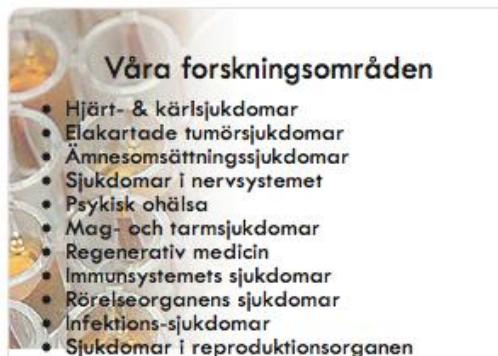 Våra forskningsområden
• Hjärt- & kärlsjukdomar
• Elakartade tumörsjukdomar
• Ämnesomsättningssjukdomar
• Sjukdomar i nervsystemet
• Psykisk ohälsa
• Mag- och tarmsjukdomar
• Regenerativ medicin
• Immunsystemets sjukdomar
• Rörelseorganens sjukdomar
• Infektions-sjukdomar
• Sjukdomar i reproduktionsorganen